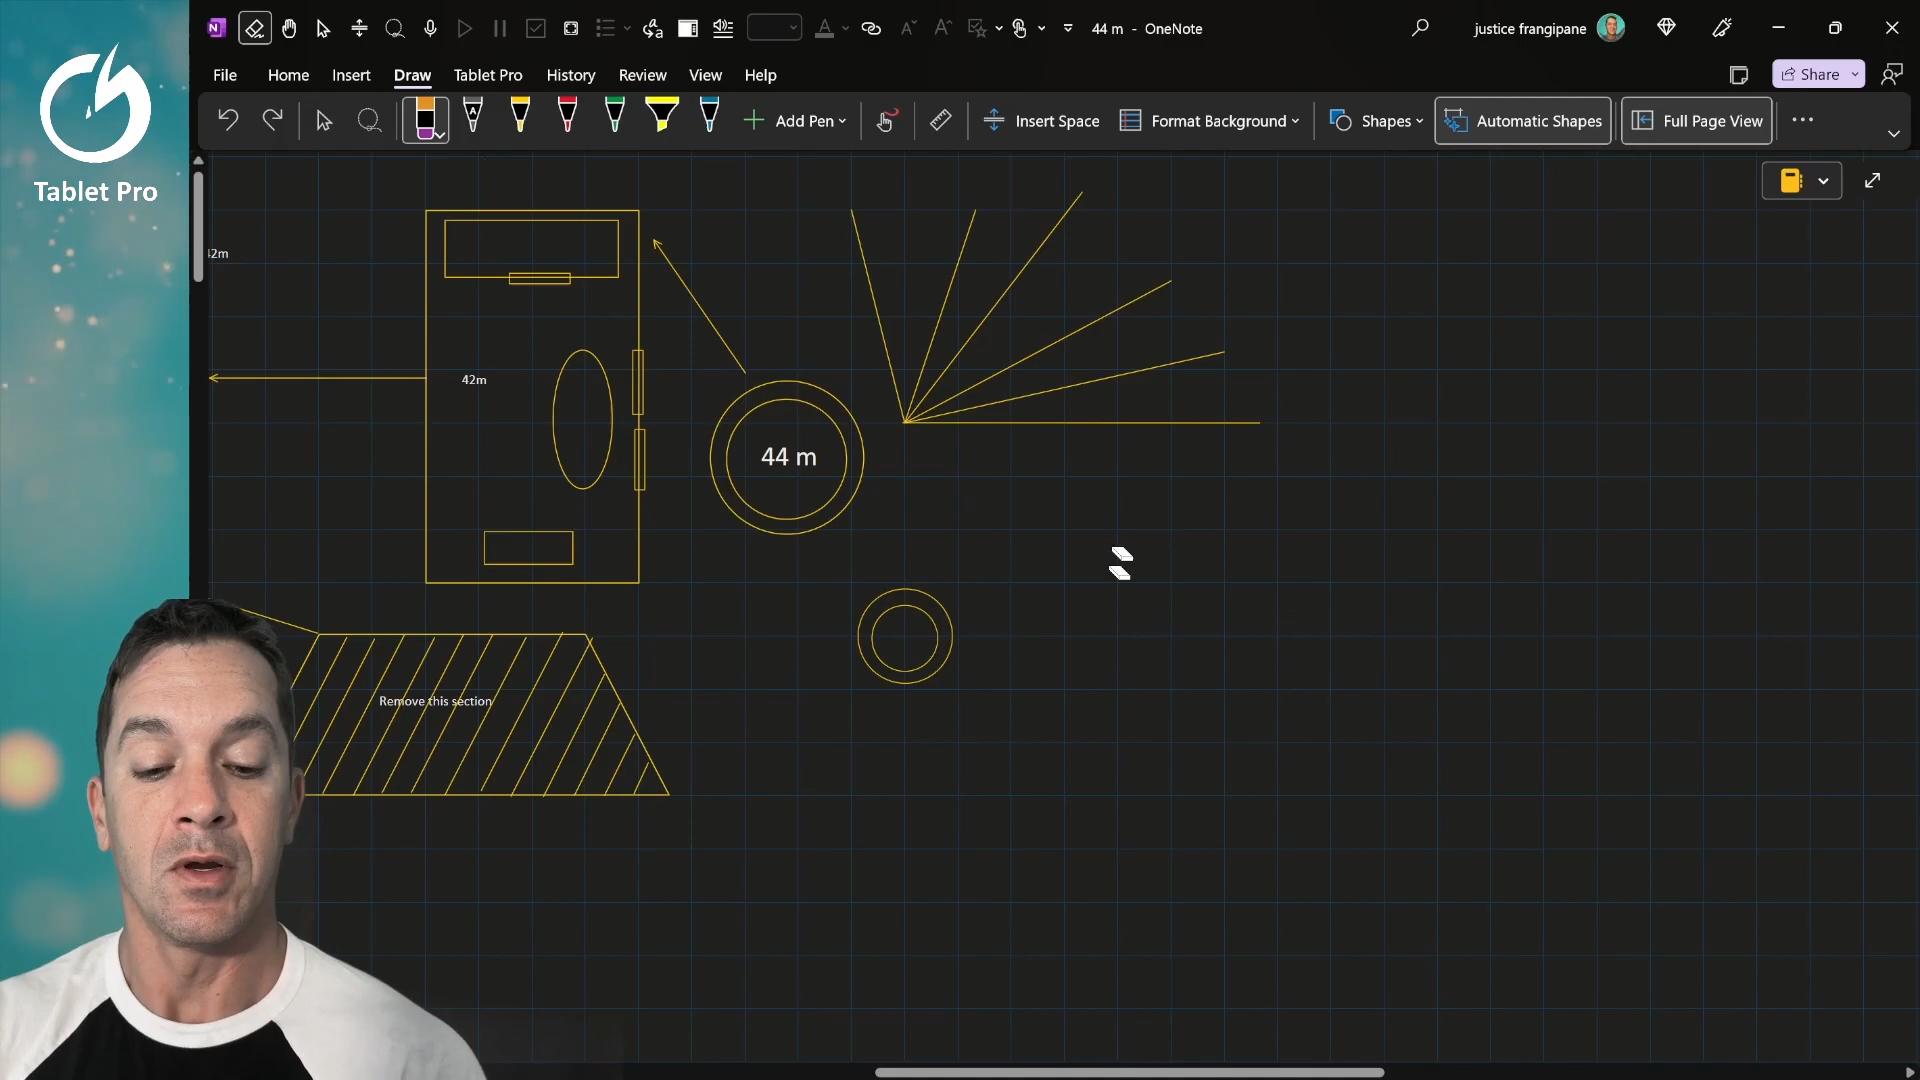 Tablet Pro
44 m - OneNote
justice frangipane
File
Home
Insert
Draw
Tablet Pro
History
Review
View
Help
Share
A
Add Pen
Insert Space
Format Background
Shapes
Automatic Shapes
Full Page View
42m
42m
44 m
Remove this section